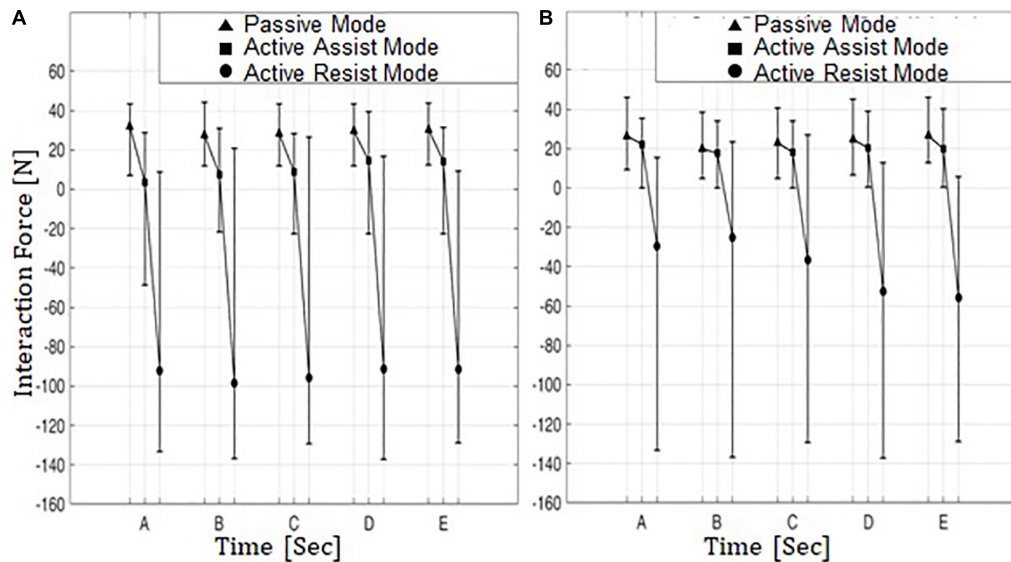 A
Passive Mode
Active Assist Mode
Active Resist Mode
Interaction Force [N]
60
40
20
0
-20
-40
-60
-80
-100
-120
-140
-160
A B C D E
Time [Sec]
B
Passive Mode
Active Assist Mode
Active Resist Mode
60
40
20
0
-20
-40
-60
-80
-100
-120
-140
-160
A B C D E
Time [Sec]